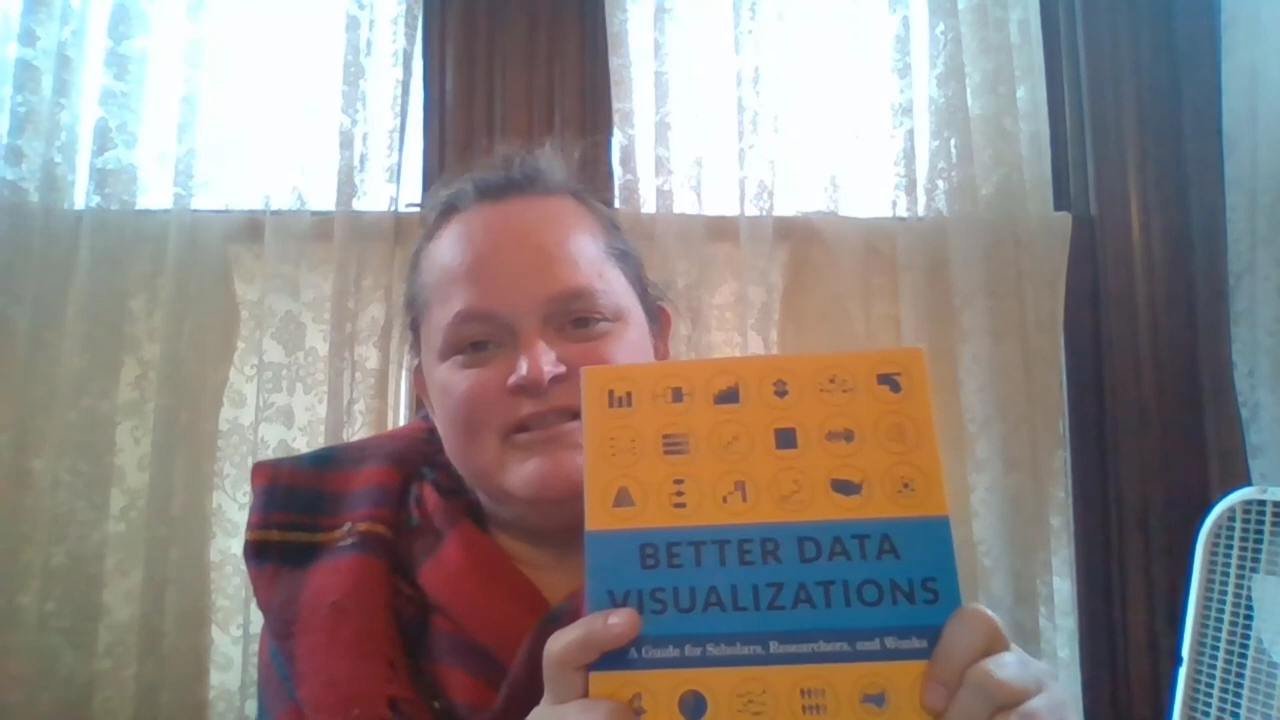 BETTER DATA
VISUALIZATIONS
A Guide for Scholars, Researchers, and Wonks